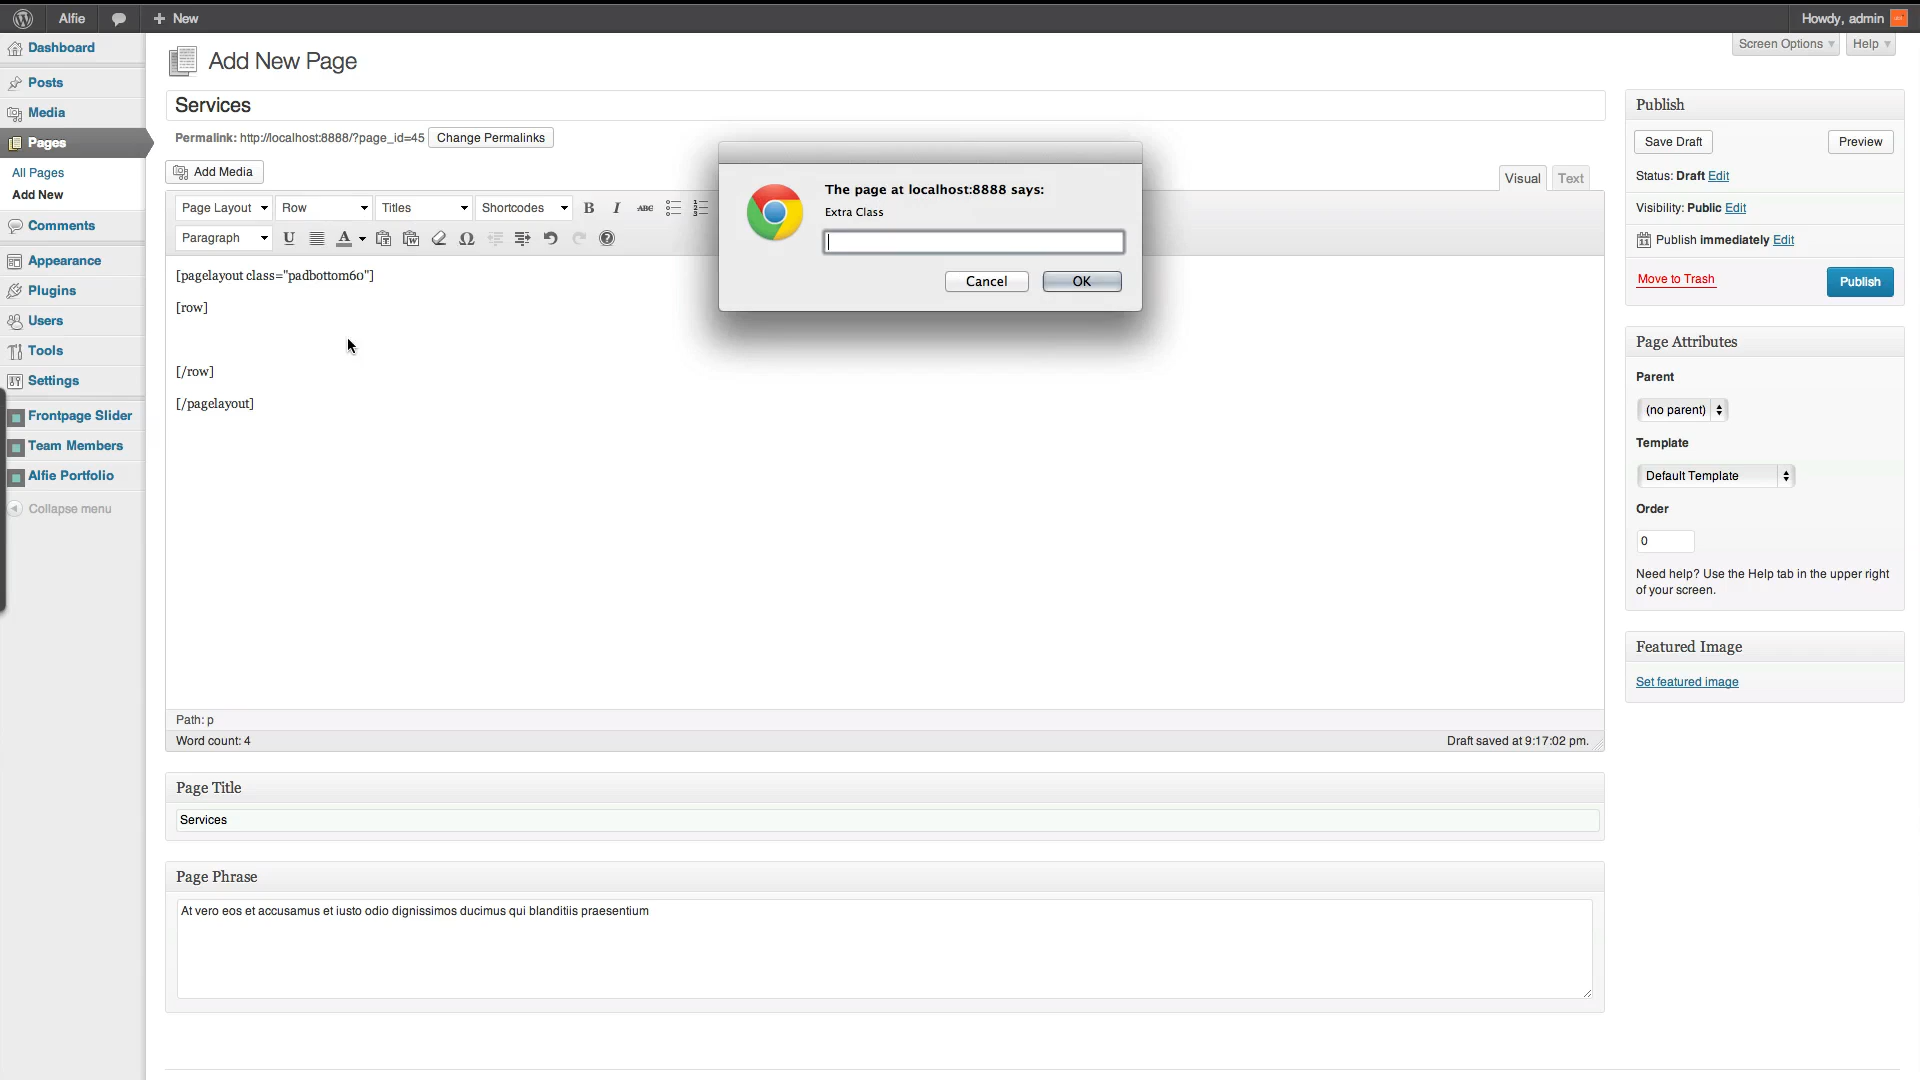 Alfie
New
Howdy, admin
Dashboard
Posts
Media
Pages
All Pages
Add New
Comments
Appearance
Plugins
Users
Tools
Settings
Frontpage Slider
Team Members
Alfie Portfolio
Collapse menu
Screen Options
Help
Add New Page
Services
Permalink: http://localhost:8888/?page_id=45 Change Permalinks
Add Media
Visual Text
Page Layout Row Titles Shortcodes B I ABC
Paragraph U A Ω
[pagelayout class="padbottom60"]
[row]
[/row]
[/pagelayout]
Path: p
Word count: 4
Draft saved at 9:17:02 pm.
The page at localhost:8888 says:
Extra Class
Cancel OK
Page Title
Services
Page Phrase
At vero eos et accusamus et iusto odio dignissimos ducimus qui blanditiis praesentium
Publish
Save Draft Preview
Status: Draft Edit
Visibility: Public Edit
Publish immediately Edit
Move to Trash Publish
Page Attributes
Parent
(no parent)
Template
Default Template
Order
0
Need help? Use the Help tab in the upper right
of your screen.
Featured Image
Set featured image